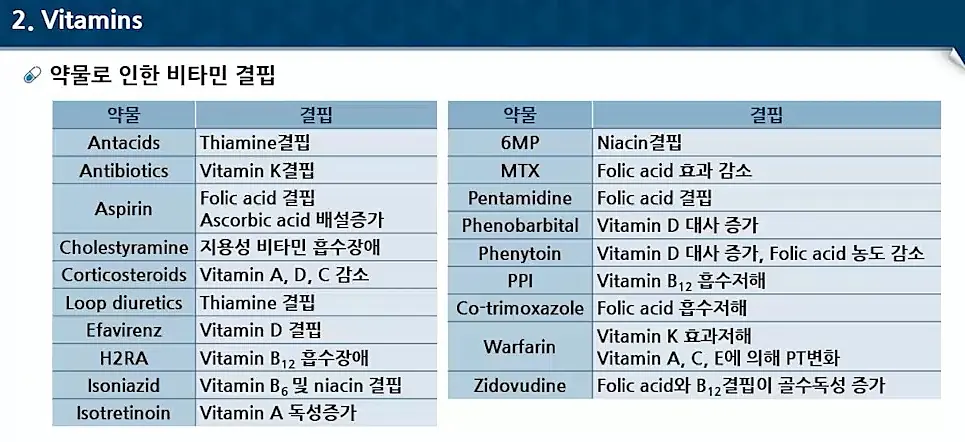 2. Vitamins
약물로 인한 비타민 결핍
약물 결핍
Antacids Thiamine결핍
Antibiotics Vitamin K결핍
Aspirin Folic acid 결핍
Ascorbic acid 배설증가
Cholestyramine 지용성 비타민 흡수장애
Corticosteroids Vitamin A, D, C 감소
Loop diuretics Thiamine 결핍
Efavirenz Vitamin D 결핍
H2RA Vitamin B₁₂ 흡수장애
Isoniazid Vitamin B₆ 및 niacin 결핍
Isotretinoin Vitamin A 독성증가
약물 결핍
6MP Niacin결핍
MTX Folic acid 효과 감소
Pentamidine Folic acid 결핍
Phenobarbital Vitamin D 대사 증가
Phenytoin Vitamin D 대사 증가, Folic acid 농도 감소
PPI Vitamin B₁₂ 흡수저해
Co-trimoxazole Folic acid 흡수저해
Warfarin Vitamin K 효과저해
Vitamin A, C, E에 의해 PT변화
Zidovudine Folic acid와 B₁₂결핍이 골수독성 증가